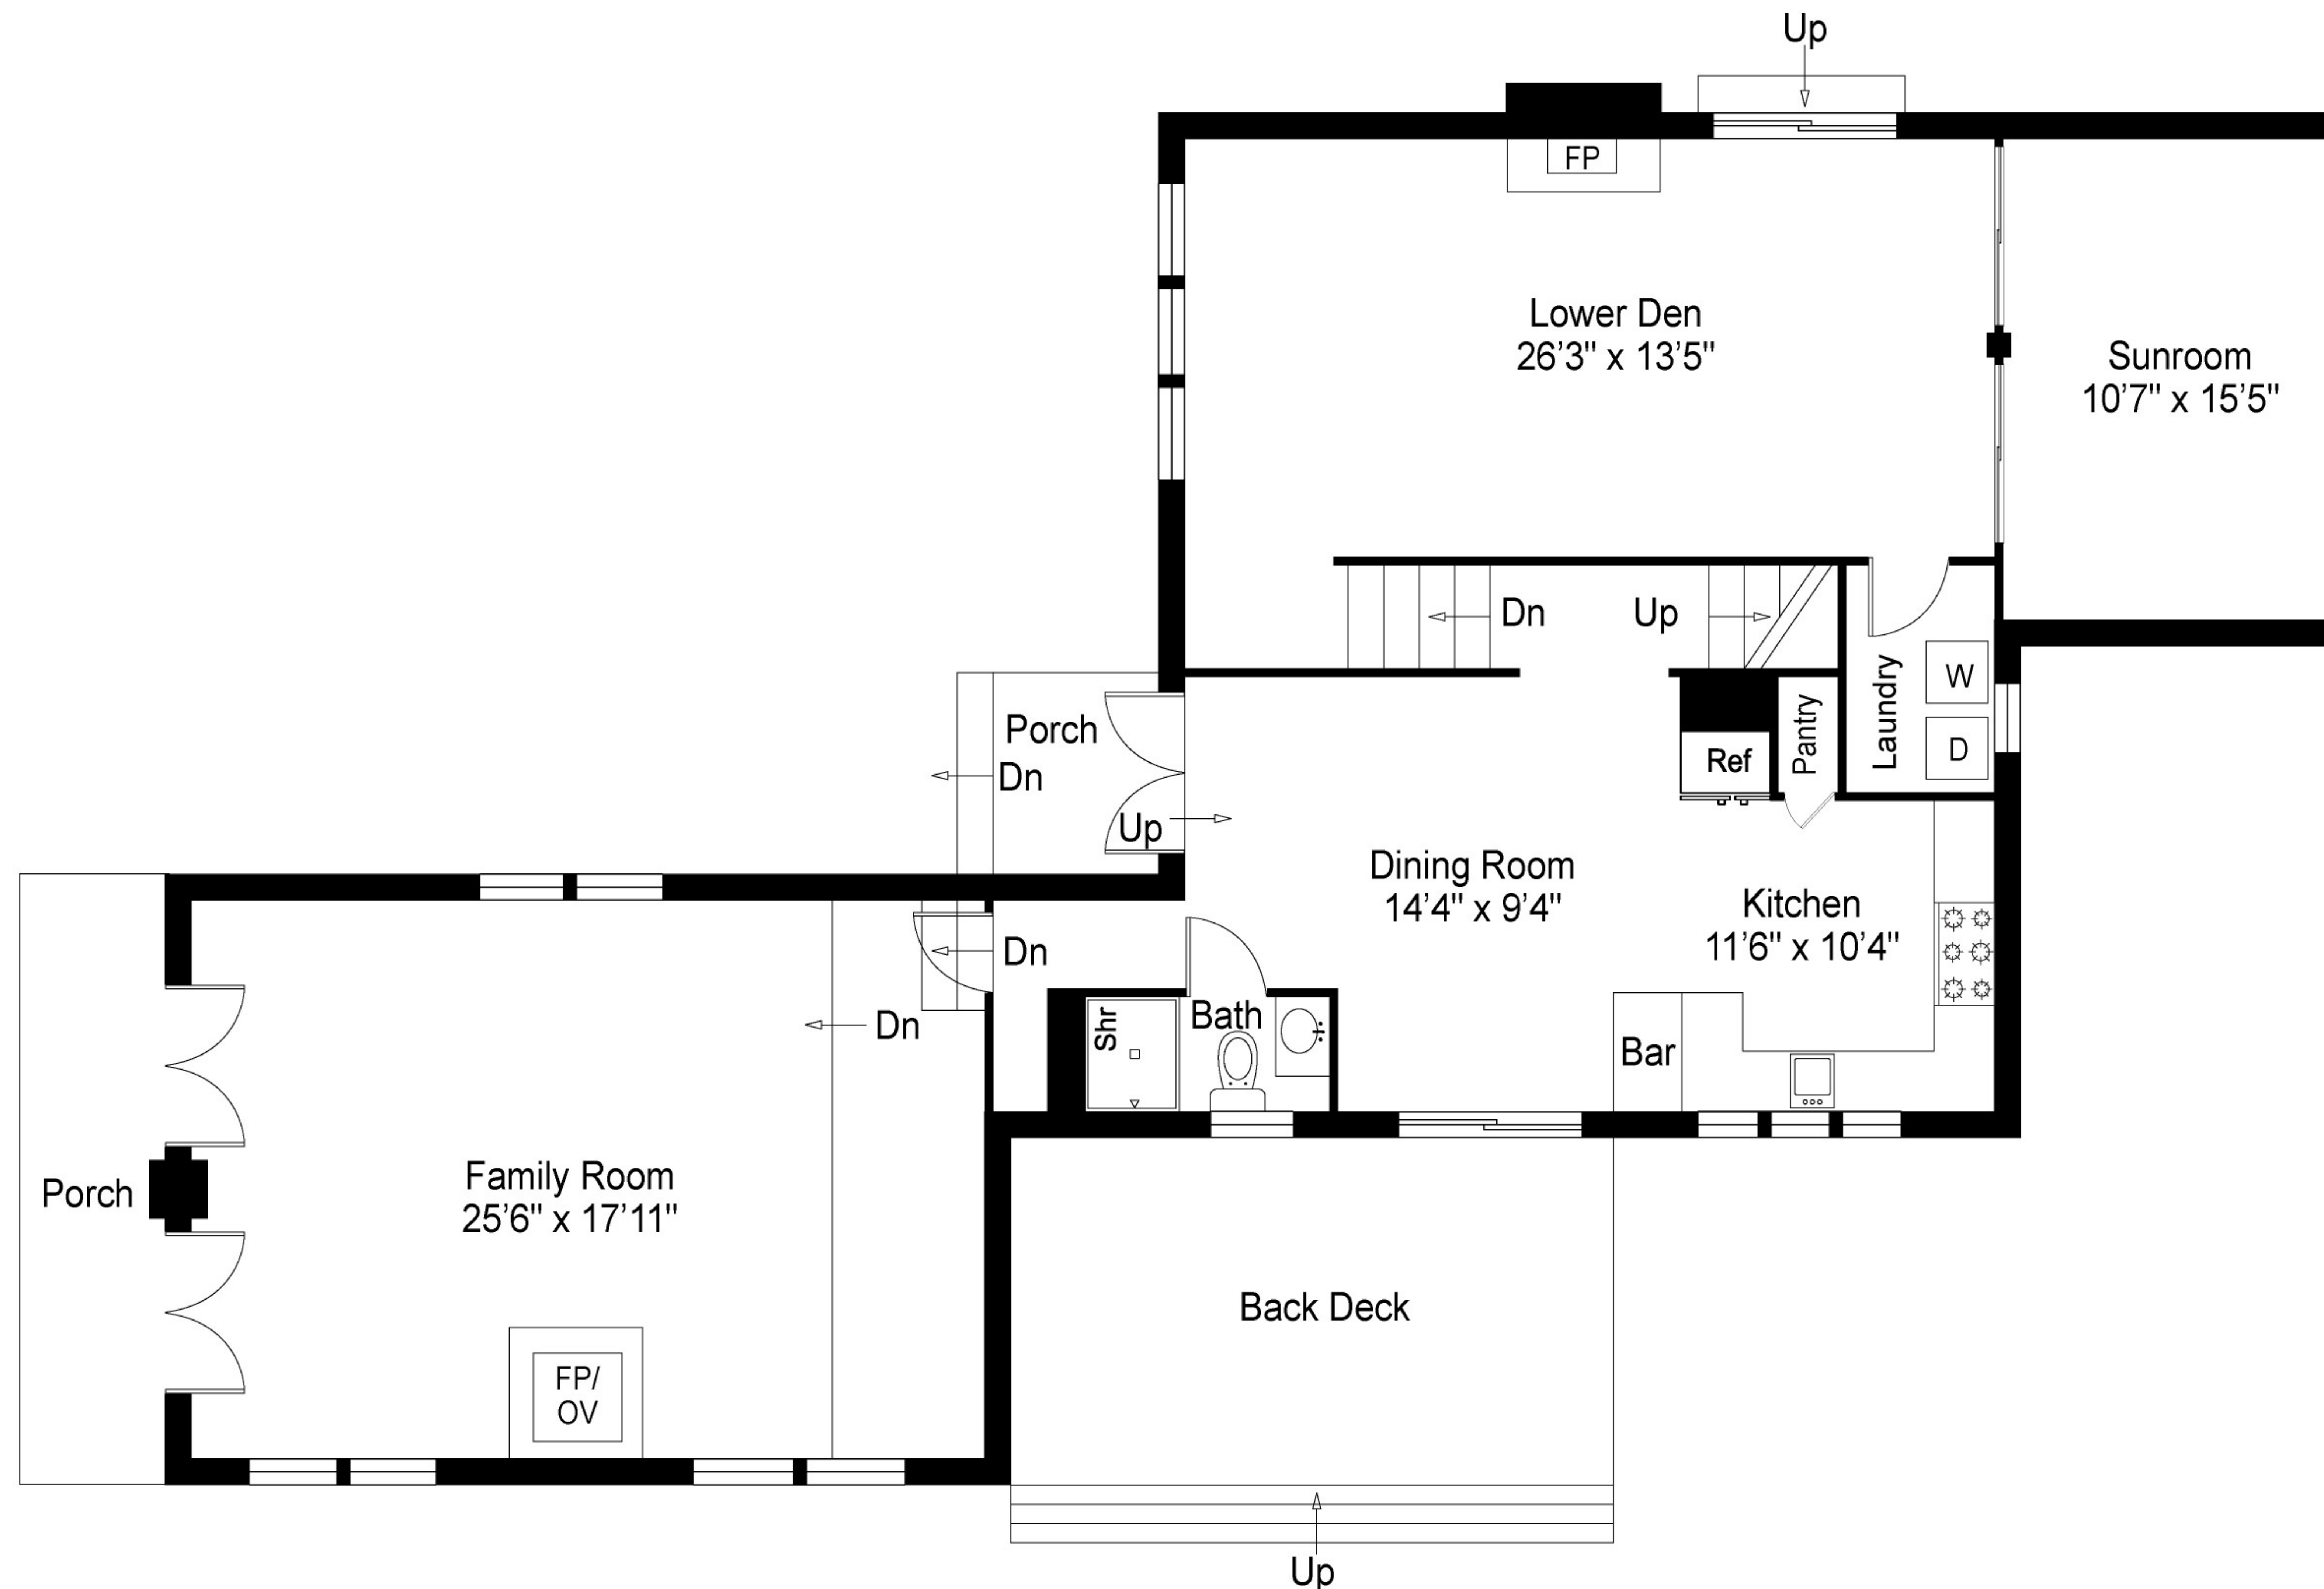 Up
FP
Lower Den
26'3" x 13'5"
Sunroom
10'7" x 15'5"
Dn
Up
Laundry
W
D
Pantry
Ref
Porch
Dn
Up
Dining Room
14'4" x 9'4"
Kitchen
11'6" x 10'4"
Dn
Dn
Shr
Bath
Bar
Porch
Family Room
25'6" x 17'11"
FP/
OV
Back Deck
Up